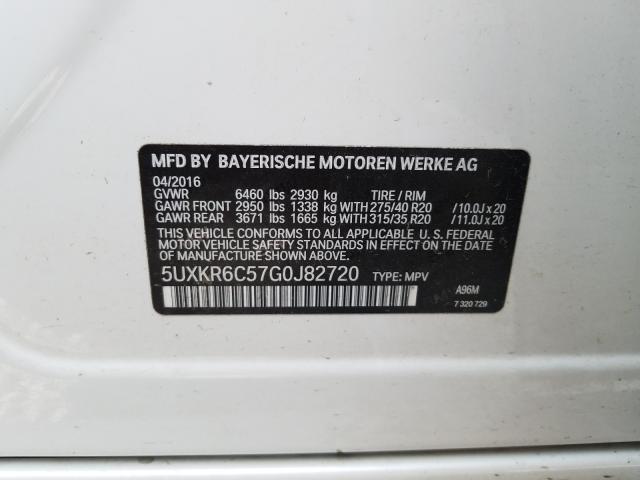 MFD BY BAYERISCHE MOTOREN WERKE AG
04/2016
GVWR 6460 lbs 2930 kg TIRE / RIM
GAWR FRONT 2950 lbs 1338 kg WITH 275/40 R20 /10.0J x 20
GAWR REAR 3671 lbs 1665 kg WITH 315/35 R20 /11.0J x 20
THIS VEHICLE CONFORMS TO ALL APPLICABLE U. S. FEDERAL
MOTOR VEHICLE SAFETY STANDARDS IN EFFECT ON THE
DATE OF MANUFACTURE SHOWN ABOVE.
5UXKR6C57G0J82720 TYPE: MPV
A96M
7 320 729